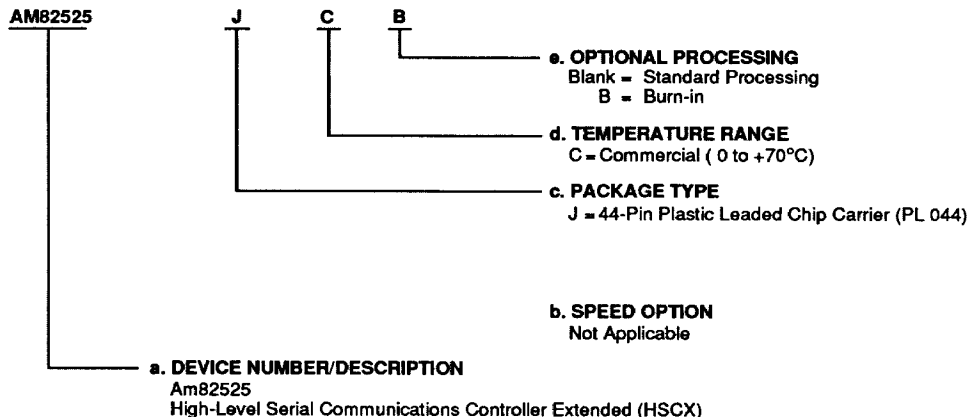 AM82525 J C B
e. OPTIONAL PROCESSING
Blank = Standard Processing
B = Burn-in
d. TEMPERATURE RANGE
C = Commercial ( 0 to +70°C)
c. PACKAGE TYPE
J = 44-Pin Plastic Leaded Chip Carrier (PL 044)
b. SPEED OPTION
Not Applicable
a. DEVICE NUMBER/DESCRIPTION
Am82525
High-Level Serial Communications Controller Extended (HSCX)